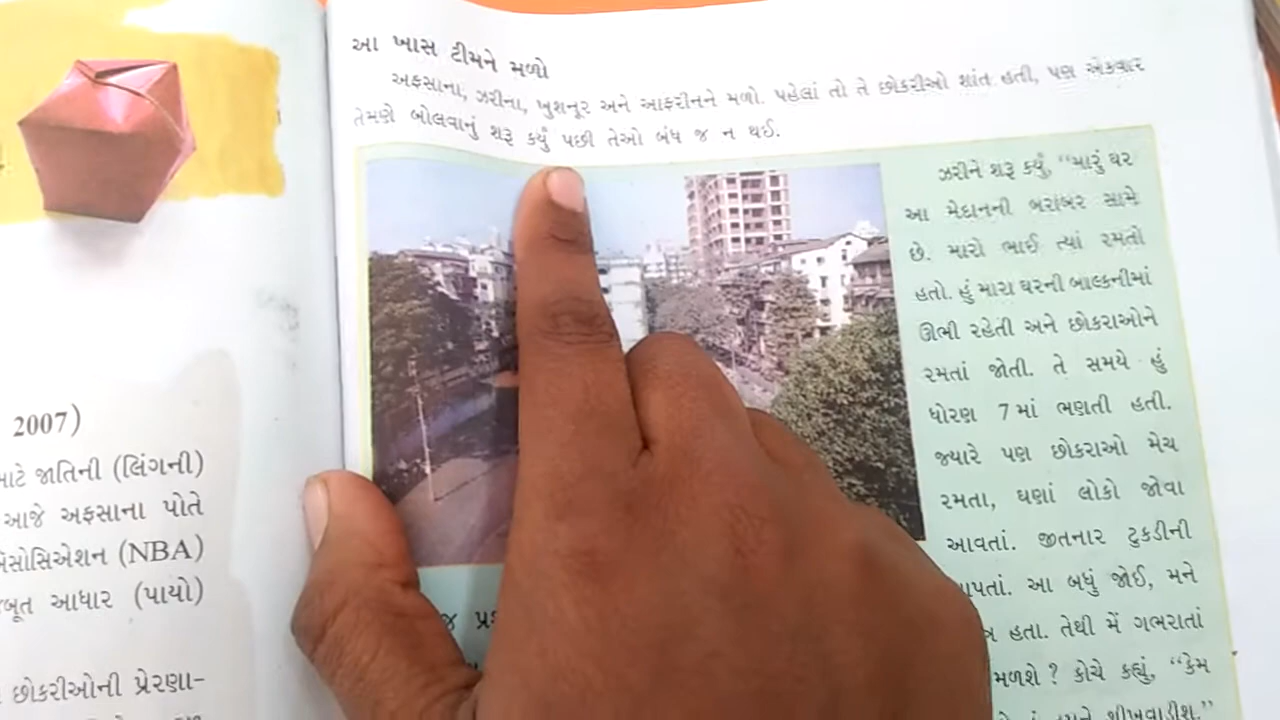 2007)
માટે જાતિની (લિંગની)
આજે અફસાના પોતે
એસોસિએશન (NBA)
આધાર (પાયો)
છોકરીઓની પ્રેરણા-
આ ખાસ ટીમને મળો
અફસાના, ઝરીના, ખુશનૂર અને આફરીનને મળો. પહેલાં તો તે છોકરીઓ શાંત હતી, પણ એકવાર
તેમણે બોલવાનું શરૂ કર્યું પછી તેઓ બંધ જ ન થઈ.
ઝરીને શરૂ કર્યું, “મારું ઘર
આ મેદાનની બરાબર સામે
છે. મારો ભાઈ ત્યાં રમતો
હતો. હું મારા ઘરની બાલ્કનીમાં
ઊભી રહેતી અને છોકરાઓને
રમતાં જોતી. તે સમયે હું
ધોરણ 7માં ભણતી હતી.
જ્યારે પણ છોકરાઓ મેચ
રમતા, ઘણાં લોકો જોવા
આવતાં. જીતનાર ટુકડીની
આ બધું જોઈ, મને
હતા. તેથી મેં ગભરાતાં
મળશે ? કોચે કહ્યું, “કેમ
શીખવાડીશ.”